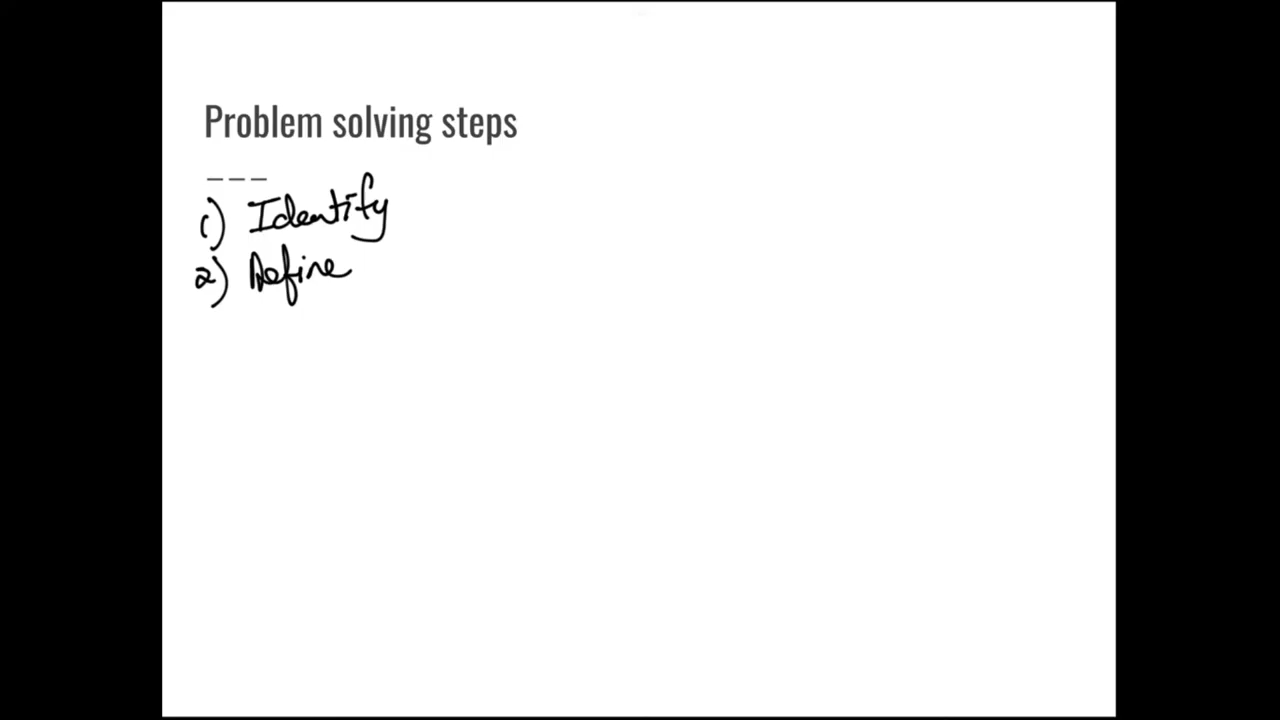 Problem solving steps
1) Identify
2) Define